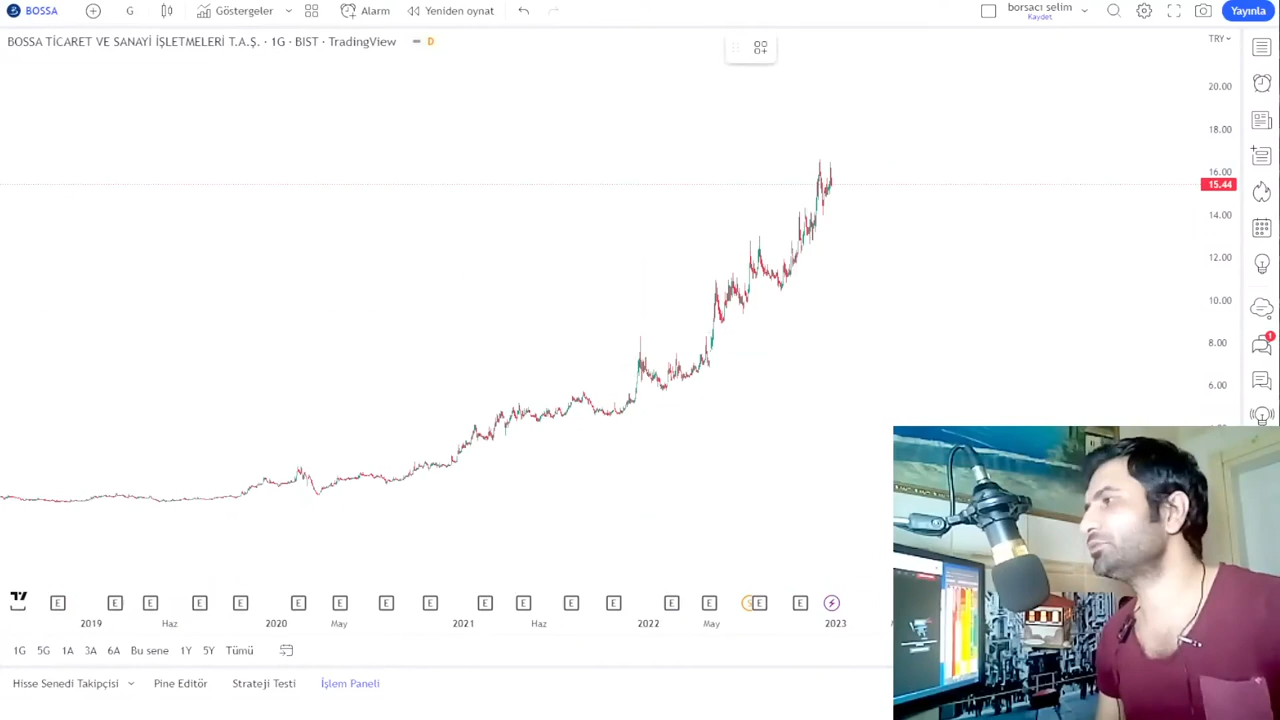 BOSSA
G
Göstergeler
Alarm
Yeniden oynat
borsacı selim
Kaydet
Yayınla
BOSSA TİCARET VE SANAYİ İŞLETMELERİ T.A.Ş. · 1G · BIST · TradingView
D
TRY
20.00
18.00
16.00
15.44
14.00
12.00
10.00
8.00
6.00
1
E E E E E E E E E E E E E E E E E
2019 Haz 2020 May 2021 Haz 2022 May 2023
1G 5G 1A 3A 6A Bu sene 1Y 5Y Tümü
Hisse Senedi Takipçisi Pine Editör Strateji Testi İşlem Paneli